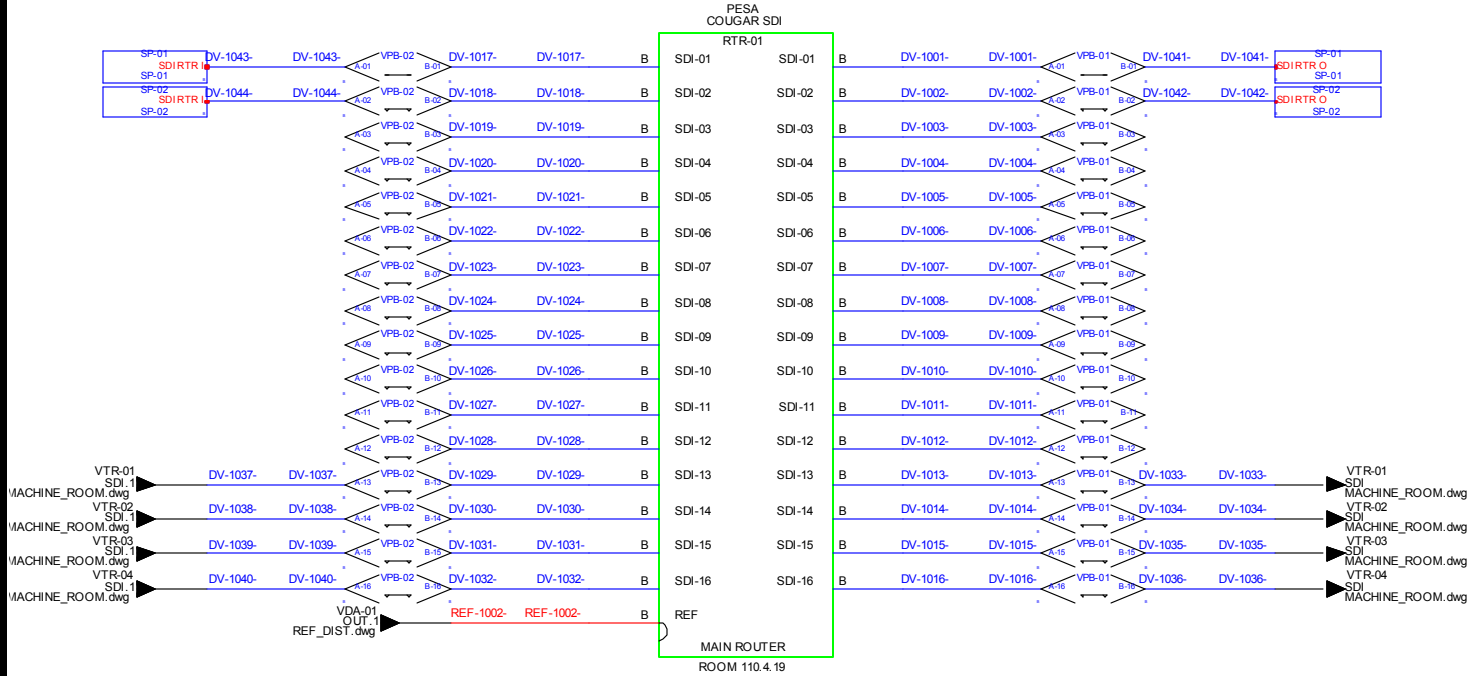 PESA
COUGAR SDI
RTR-01
SP-01 DV-1043- DV-1043- VPB-02 DV-1017- DV-1017- B SDI-01 SDI-01 B DV-1001- DV-1001- VPB-01 DV-1041- DV-1041- SP-01
SDI RTR I A-01 B-01 A-01 B-01 SDI RTR O
SP-01 SP-01
SP-02 DV-1044- DV-1044- VPB-02 DV-1018- DV-1018- B SDI-02 SDI-02 B DV-1002- DV-1002- VPB-01 DV-1042- DV-1042- SP-02
SDI RTR I A-02 B-02 A-02 B-02 SDI RTR O
SP-02 SP-02
VPB-02 DV-1019- DV-1019- B SDI-03 SDI-03 B DV-1003- DV-1003- VPB-01
A-03 B-03 A-03 B-03
VPB-02 DV-1020- DV-1020- B SDI-04 SDI-04 B DV-1004- DV-1004- VPB-01
A-04 B-04 A-04 B-04
VPB-02 DV-1021- DV-1021- B SDI-05 SDI-05 B DV-1005- DV-1005- VPB-01
A-05 B-05 A-05 B-05
VPB-02 DV-1022- DV-1022- B SDI-06 SDI-06 B DV-1006- DV-1006- VPB-01
A-06 B-06 A-06 B-06
VPB-02 DV-1023- DV-1023- B SDI-07 SDI-07 B DV-1007- DV-1007- VPB-01
A-07 B-07 A-07 B-07
VPB-02 DV-1024- DV-1024- B SDI-08 SDI-08 B DV-1008- DV-1008- VPB-01
A-08 B-08 A-08 B-08
VPB-02 DV-1025- DV-1025- B SDI-09 SDI-09 B DV-1009- DV-1009- VPB-01
A-09 B-09 A-09 B-09
VPB-02 DV-1026- DV-1026- B SDI-10 SDI-10 B DV-1010- DV-1010- VPB-01
A-10 B-10 A-10 B-10
VPB-02 DV-1027- DV-1027- B SDI-11 SDI-11 B DV-1011- DV-1011- VPB-01
A-11 B-11 A-11 B-11
VPB-02 DV-1028- DV-1028- B SDI-12 SDI-12 B DV-1012- DV-1012- VPB-01
A-12 B-12 A-12 B-12
VTR-01 DV-1037- DV-1037- VPB-02 DV-1029- DV-1029- B SDI-13 SDI-13 B DV-1013- DV-1013- VPB-01 DV-1033- DV-1033- VTR-01
SDI.1 A-13 B-13 A-13 B-13 SDI
MACHINE_ROOM.dwg MACHINE_ROOM.dwg
VTR-02 DV-1038- DV-1038- VPB-02 DV-1030- DV-1030- B SDI-14 SDI-14 B DV-1014- DV-1014- VPB-01 DV-1034- DV-1034- VTR-02
SDI.1 A-14 B-14 A-14 B-14 SDI
MACHINE_ROOM.dwg MACHINE_ROOM.dwg
VTR-03 DV-1039- DV-1039- VPB-02 DV-1031- DV-1031- B SDI-15 SDI-15 B DV-1015- DV-1015- VPB-01 DV-1035- DV-1035- VTR-03
SDI.1 A-15 B-15 A-15 B-15 SDI
MACHINE_ROOM.dwg MACHINE_ROOM.dwg
VTR-04 DV-1040- DV-1040- VPB-02 DV-1032- DV-1032- B SDI-16 SDI-16 B DV-1016- DV-1016- VPB-01 DV-1036- DV-1036- VTR-04
SDI.1 A-16 B-16 A-16 B-16 SDI
MACHINE_ROOM.dwg MACHINE_ROOM.dwg
VDA-01 REF-1002- REF-1002- B REF
OUT.1
REF_DIST.dwg
MAIN ROUTER
ROOM 110.4.19